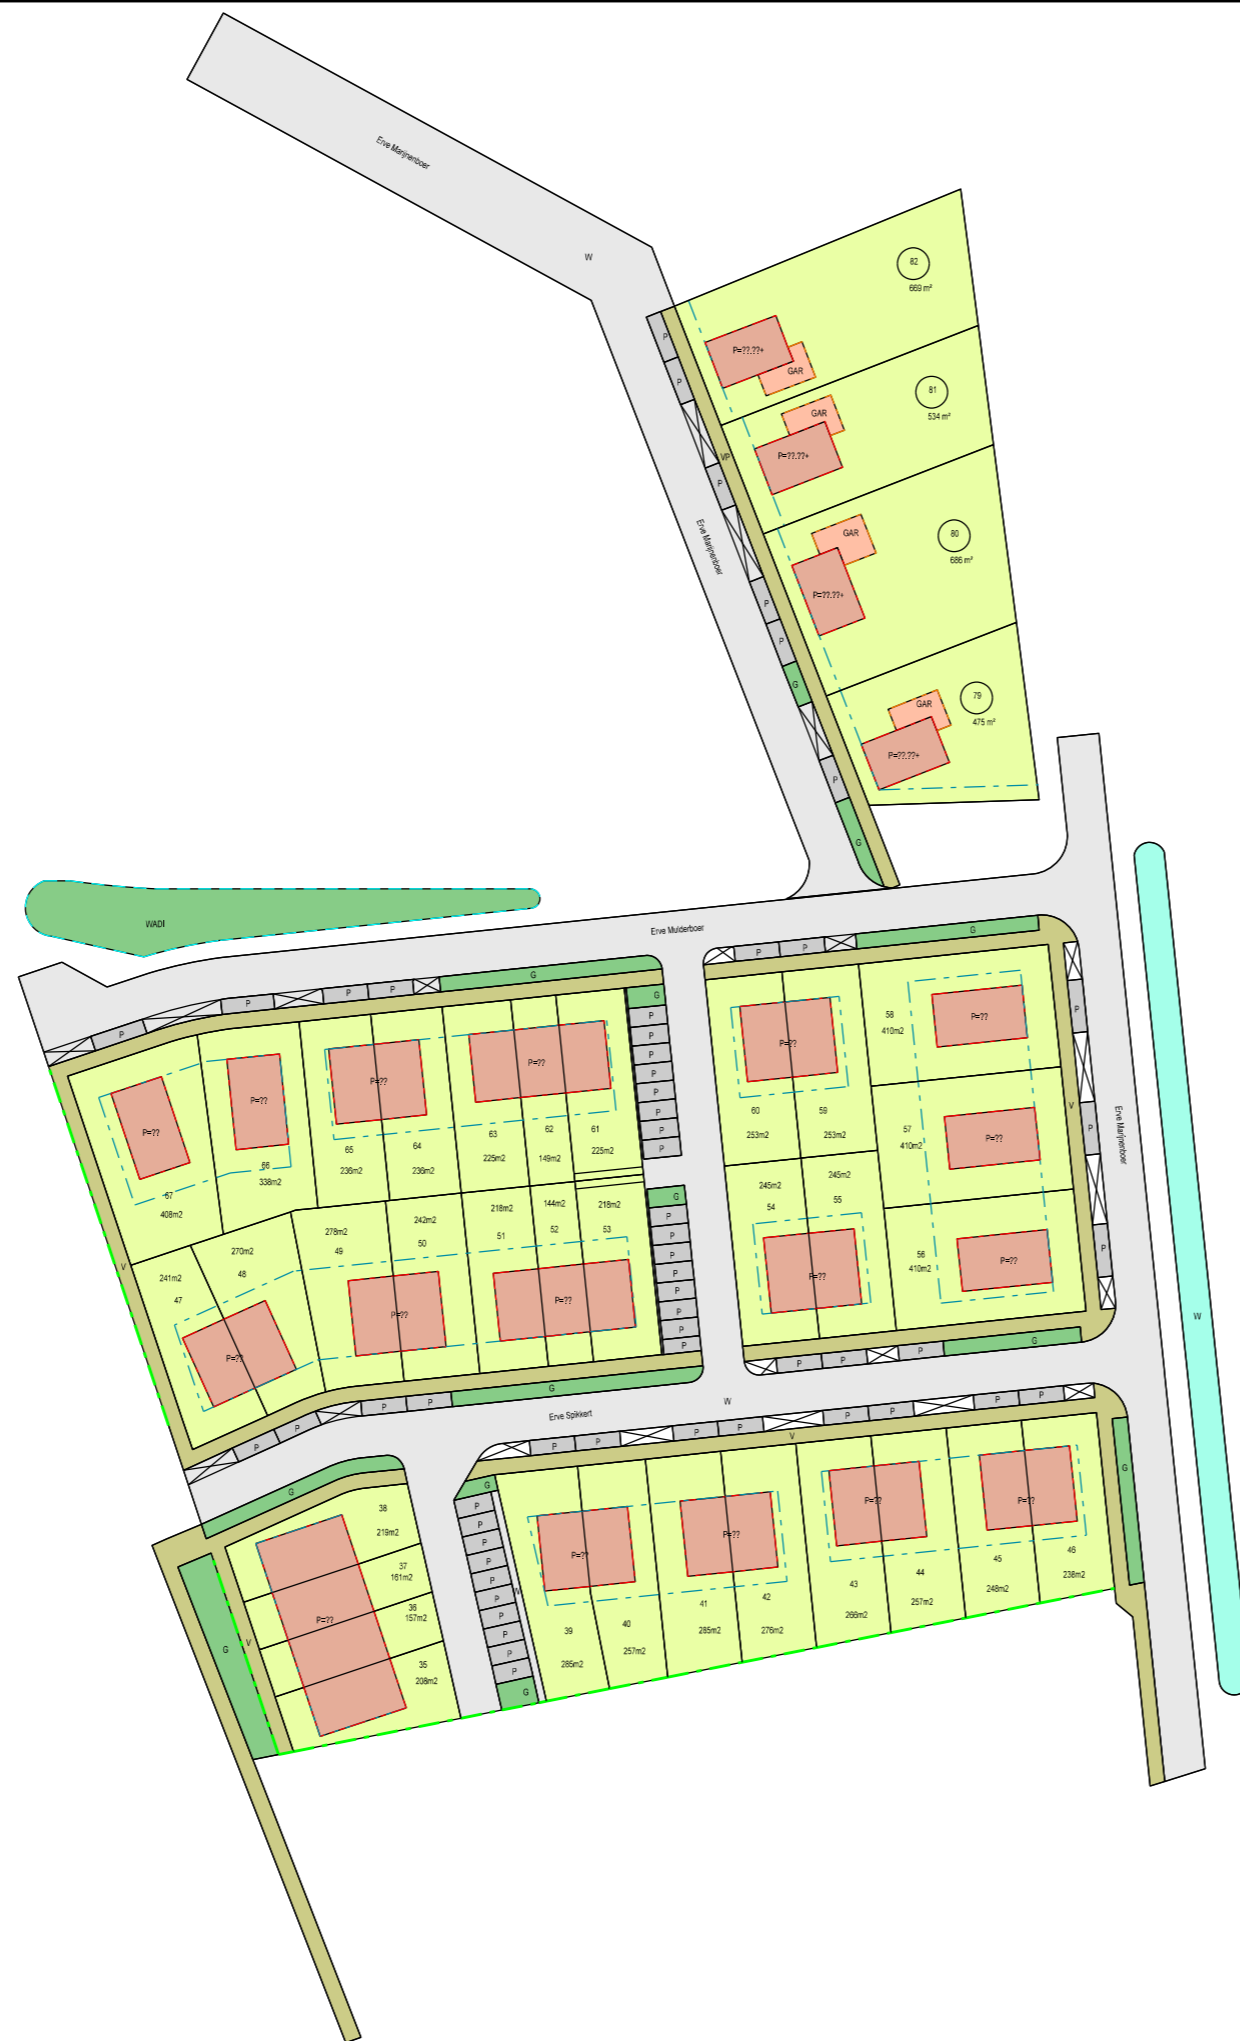 Erve Marijnenboer
W
82
669 m²
P=??.??+
GAR
P
P
81
534 m²
GAR
P=??.??+
VP
P
Erve Marijnenboer
80
686 m²
GAR
P=??.??+
P
P
G
79
475 m²
GAR
P=??.??+
P
G
WADI
Erve Mulderboer
G
G
P
P
P
P
P
P
G
P
P
P
P
P
P
P
P
P=??
67
408m2
P=??
66
338m2
P=??
65
236m2
64
236m2
P=??
63
225m2
62
149m2
61
225m2
P=??
60
253m2
59
253m2
58
410m2
P=??
57
410m2
P=??
56
410m2
P=??
P
P
P
V
Erve Marijnenboer
W
V
241m2
47
270m2
48
P=??
278m2
49
242m2
50
P=??
218m2
51
144m2
52
218m2
53
P=??
G
P
P
P
P
P
P
P
P
245m2
54
245m2
55
P=??
P
P
P
G
P
P
P
P
G
Erve Spikkert
W
P
P
P
P
P
P
P
P
V
G
G
38
219m2
37
161m2
36
157m2
35
208m2
P=??
G
V
G
P
P
P
P
P
P
P
P
P
P
G
P=??
39
286m2
40
257m2
P=??
41
285m2
42
276m2
P=??
43
266m2
44
257m2
P=??
45
248m2
46
238m2